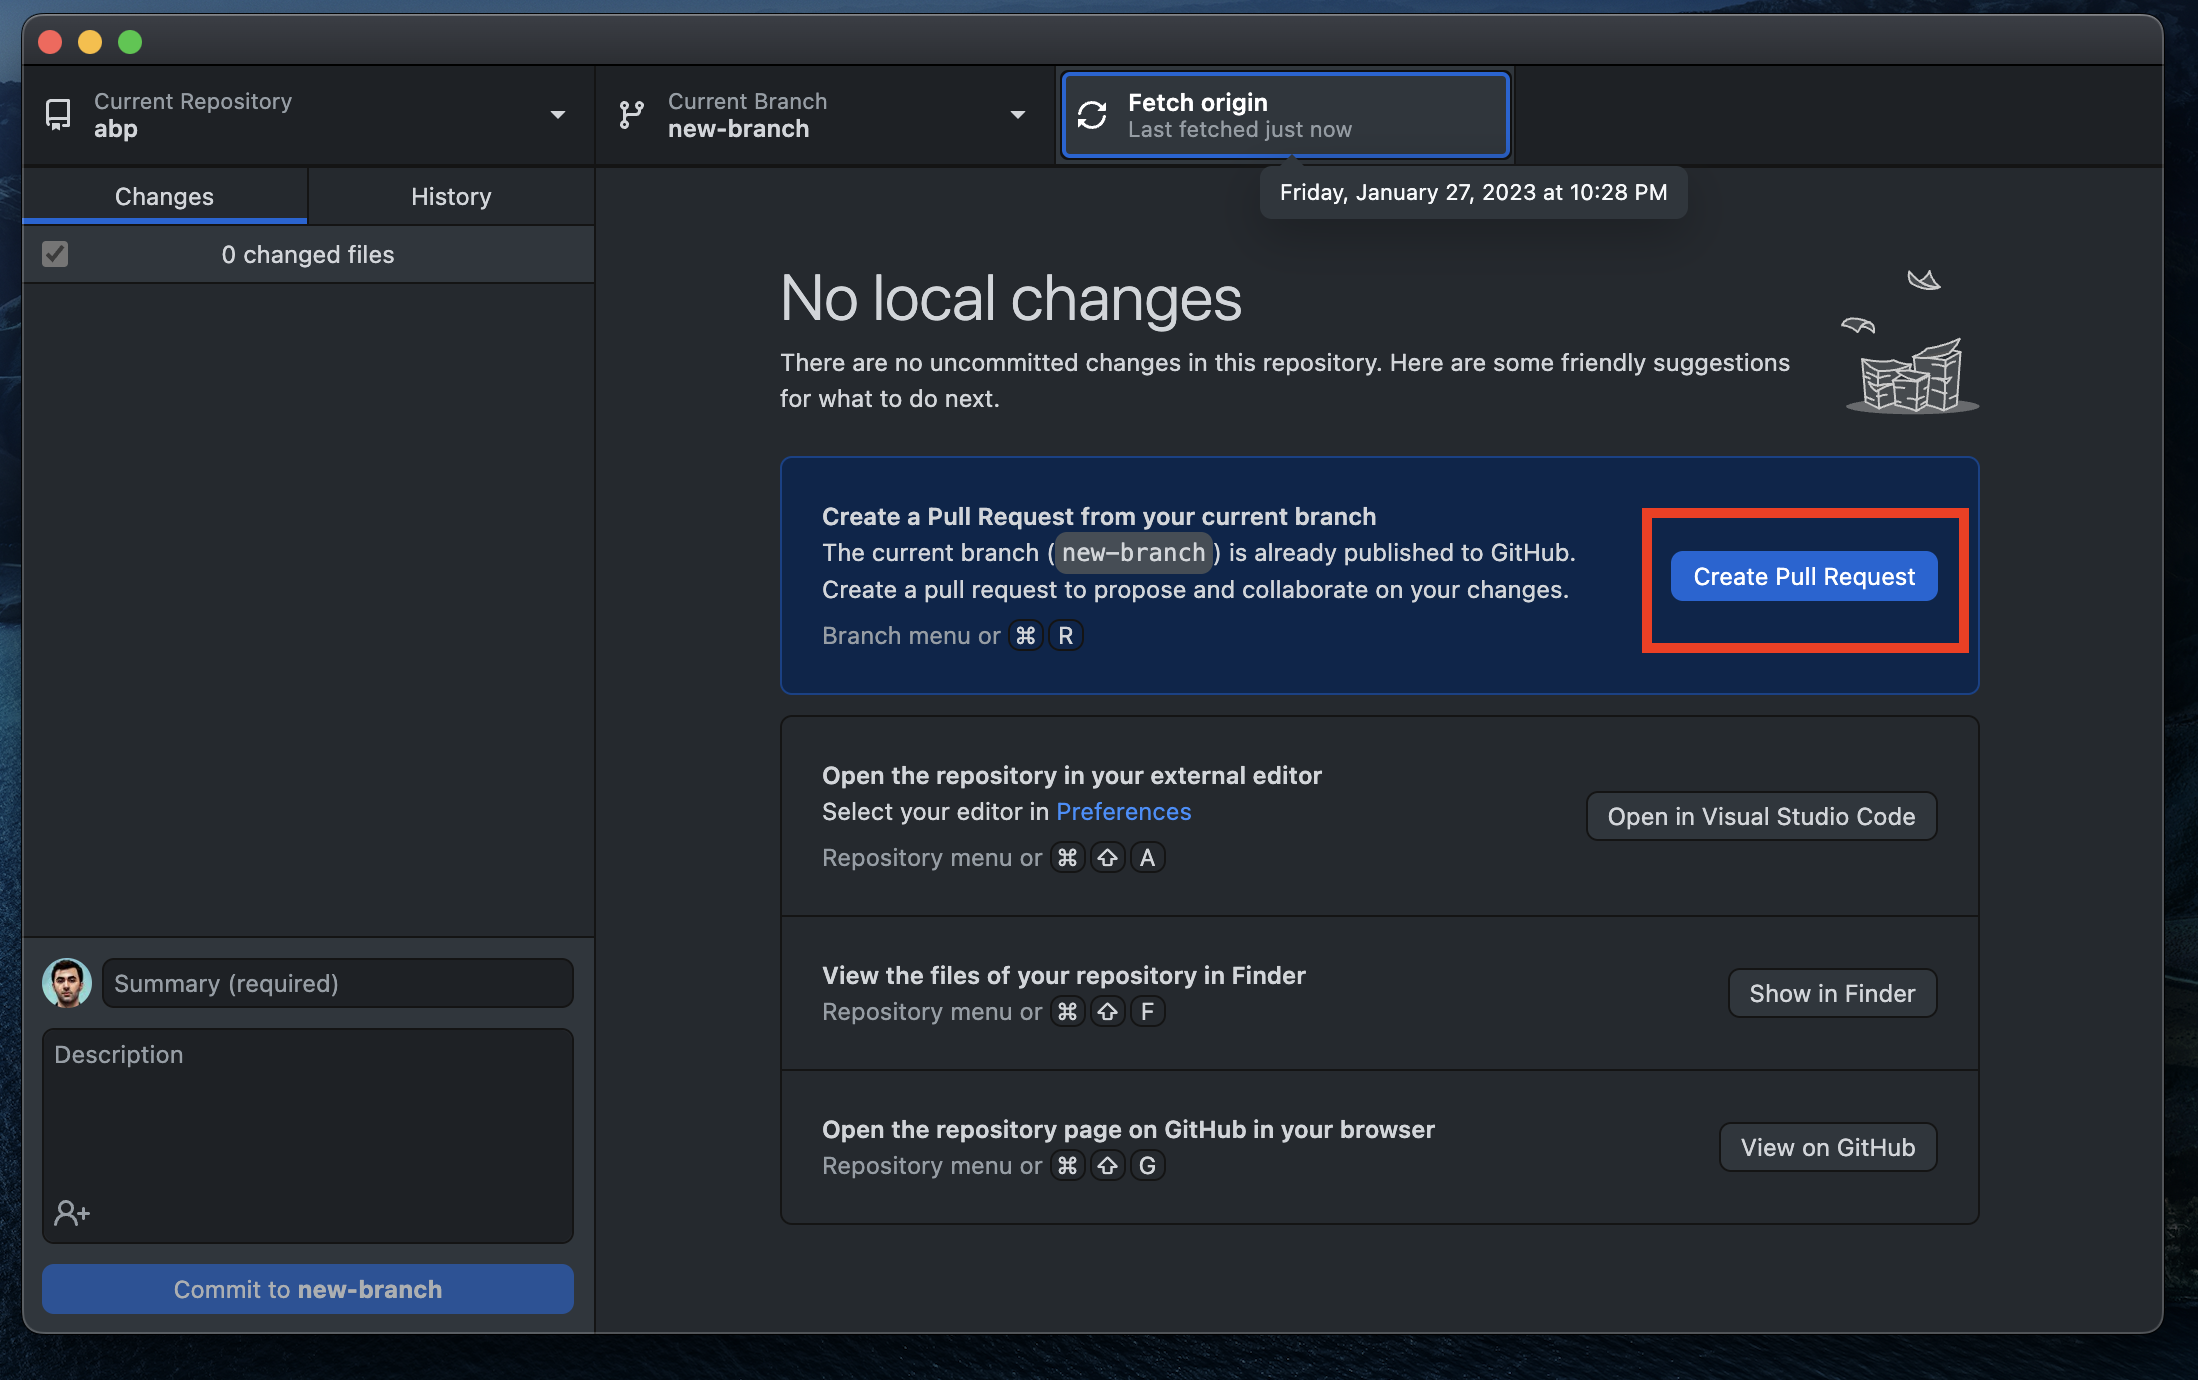 Current Repository
abp
Current Branch
new-branch
Fetch origin
Last fetched just now
Friday, January 27, 2023 at 10:28 PM
Changes
History
0 changed files
No local changes
There are no uncommitted changes in this repository. Here are some friendly suggestions
for what to do next.
Create a Pull Request from your current branch
The current branch (new-branch) is already published to GitHub.
Create a pull request to propose and collaborate on your changes.
Branch menu or ⌘ R
Create Pull Request
Open the repository in your external editor
Select your editor in Preferences
Repository menu or ⌘ ⇧ A
Open in Visual Studio Code
View the files of your repository in Finder
Repository menu or ⌘ ⇧ F
Show in Finder
Open the repository page on GitHub in your browser
Repository menu or ⌘ ⇧ G
View on GitHub
Summary (required)
Description
Commit to new-branch